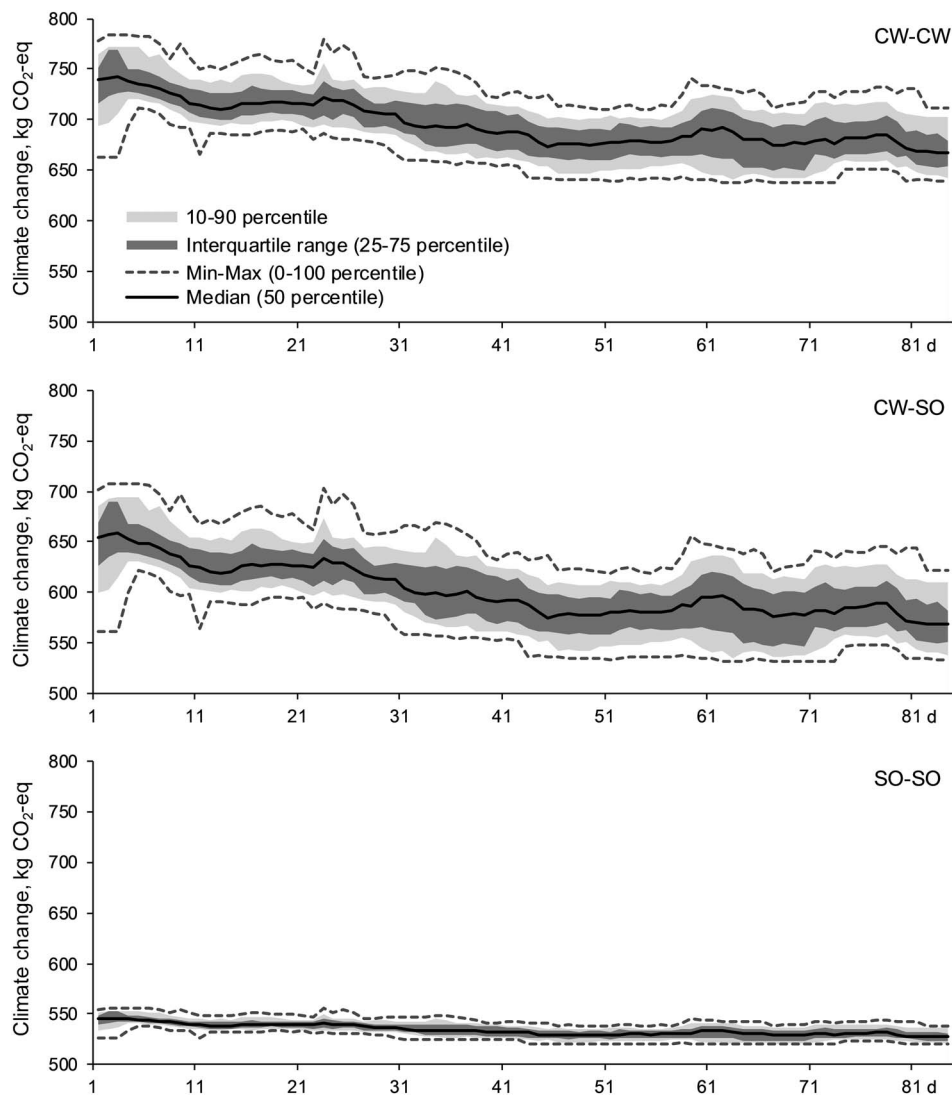 CW-CW
Climate change, kg CO₂-eq
800
750
700
650
600
550
500
10-90 percentile
Interquartile range (25-75 percentile)
Min-Max (0-100 percentile)
Median (50 percentile)
1 11 21 31 41 51 61 71 81 d
CW-SO
Climate change, kg CO₂-eq
800
750
700
650
600
550
500
1 11 21 31 41 51 61 71 81 d
SO-SO
Climate change, kg CO₂-eq
800
750
700
650
600
550
500
1 11 21 31 41 51 61 71 81 d